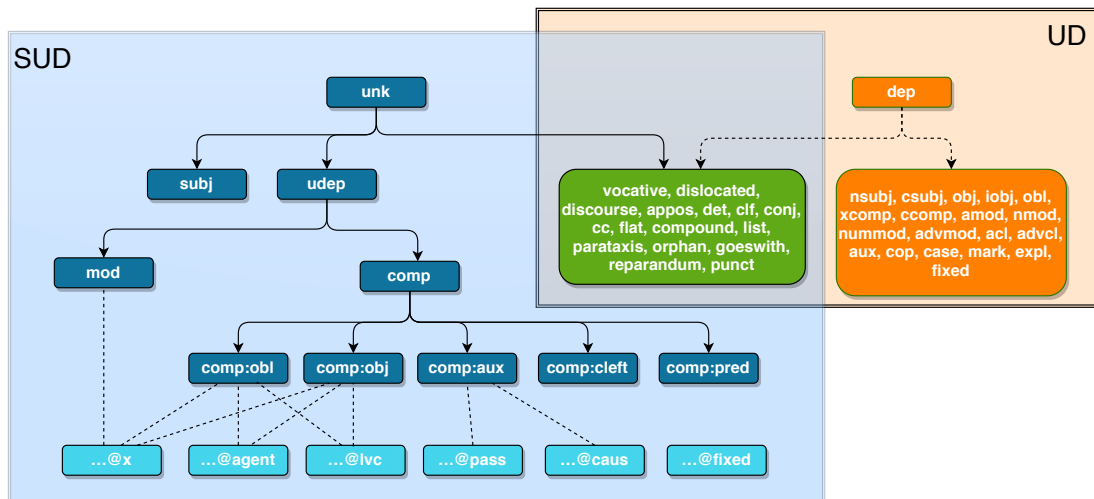 SUD
UD
unk
dep
subj
udep
vocative, dislocated,
discourse, appos, det, clf, conj,
cc, flat, compound, list,
parataxis, orphan, goeswith,
reparandum, punct
nsubj, csubj, obj, iobj, obl,
xcomp, ccomp, amod, nmod,
nummod, advmod, acl, advcl,
aux, cop, case, mark, expl,
fixed
mod
comp
comp:obl
comp:obj
comp:aux
comp:cleft
comp:pred
...@x
...@agent
...@lvc
...@pass
...@caus
...@fixed